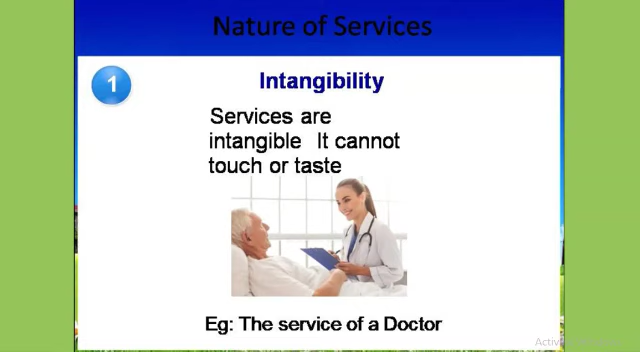 Nature of Services
1
Intangibility
Services are
intangible It cannot
touch or taste
Eg: The service of a Doctor